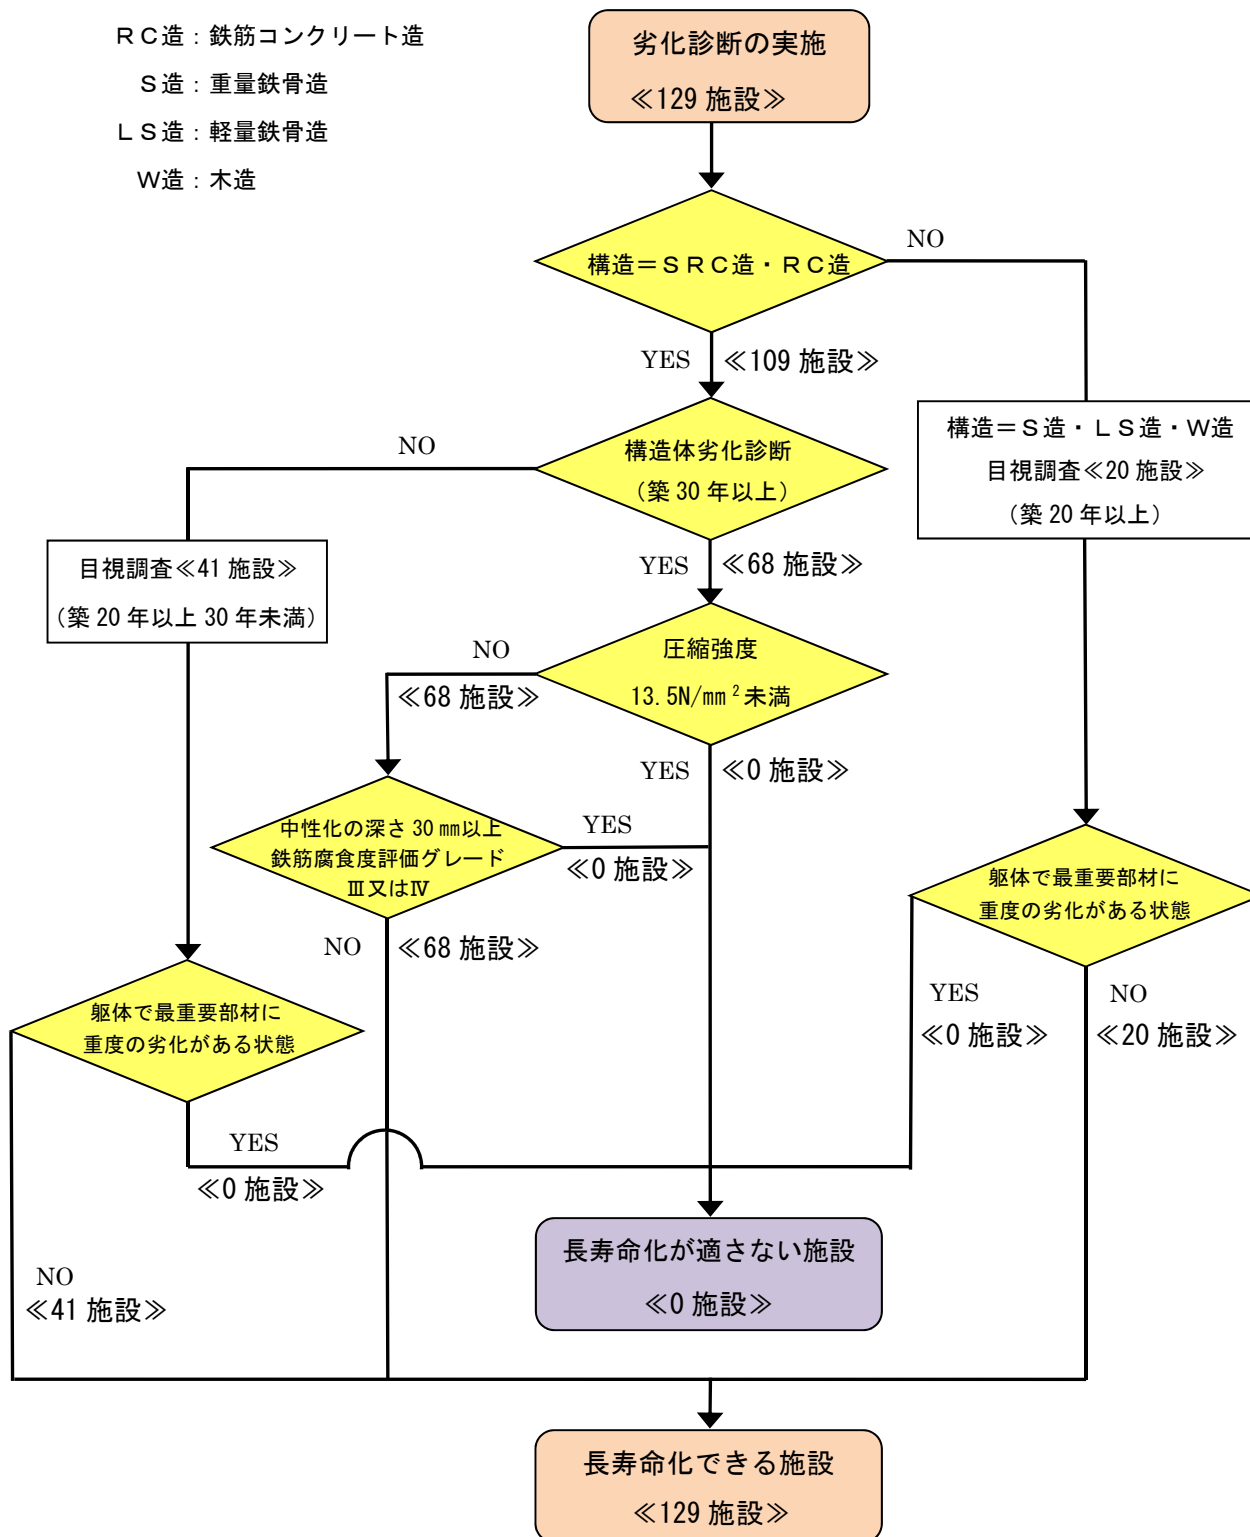 ＲＣ造：鉄筋コンクリート造
Ｓ造：重量鉄骨造
ＬＳ造：軽量鉄骨造
Ｗ造：木造
劣化診断の実施
≪129 施設≫
構造＝ＳＲＣ造・ＲＣ造
NO
YES
≪109 施設≫
構造＝Ｓ造・ＬＳ造・Ｗ造
目視調査≪20 施設≫
（築 20 年以上）
構造体劣化診断
（築 30 年以上）
NO
YES
≪68 施設≫
目視調査≪41 施設≫
（築 20 年以上 30 年未満）
圧縮強度
13.5N/㎜²未満
NO
≪68 施設≫
YES
≪0 施設≫
中性化の深さ 30 ㎜以上
鉄筋腐食度評価グレード
Ⅲ又はⅣ
YES
≪0 施設≫
NO
≪68 施設≫
躯体で最重要部材に
重度の劣化がある状態
YES
≪0 施設≫
NO
≪20 施設≫
躯体で最重要部材に
重度の劣化がある状態
YES
≪0 施設≫
NO
≪41 施設≫
長寿命化が適さない施設
≪0 施設≫
長寿命化できる施設
≪129 施設≫